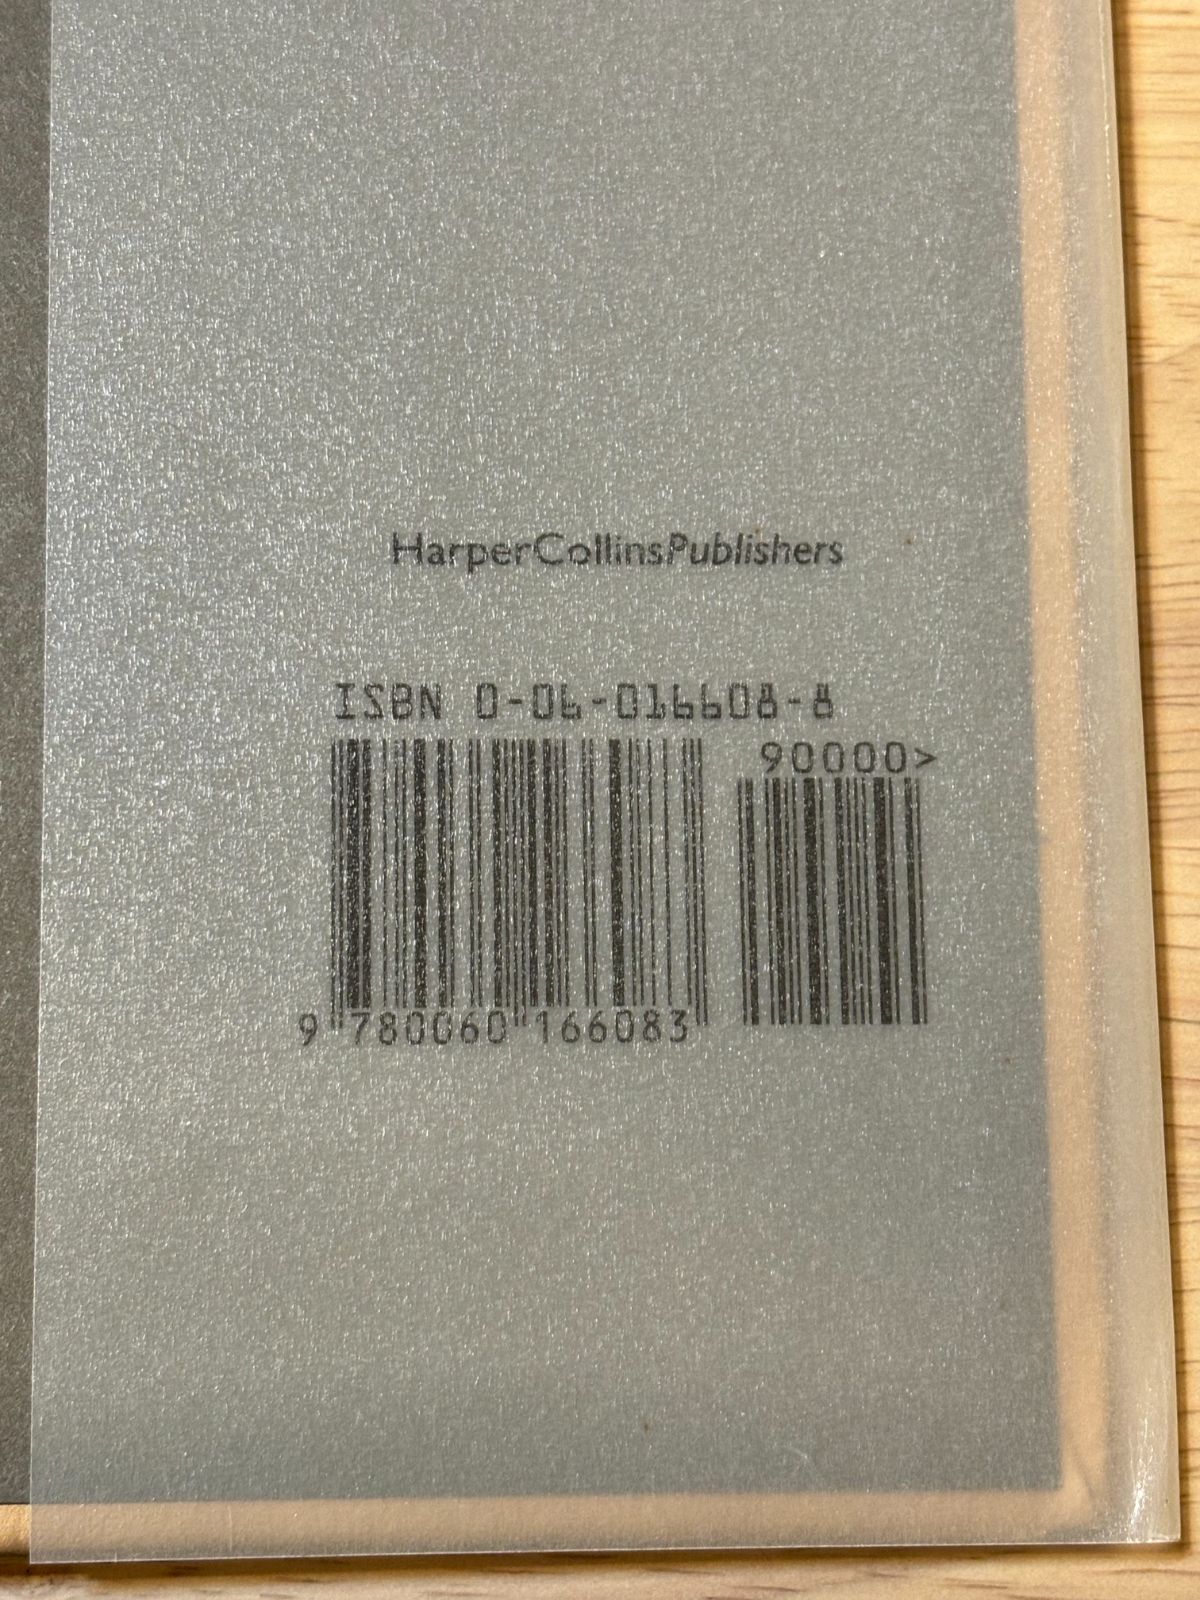 HarperCollinsPublishers
ISBN 0-06-016608-8
90000>
9 780060 166083